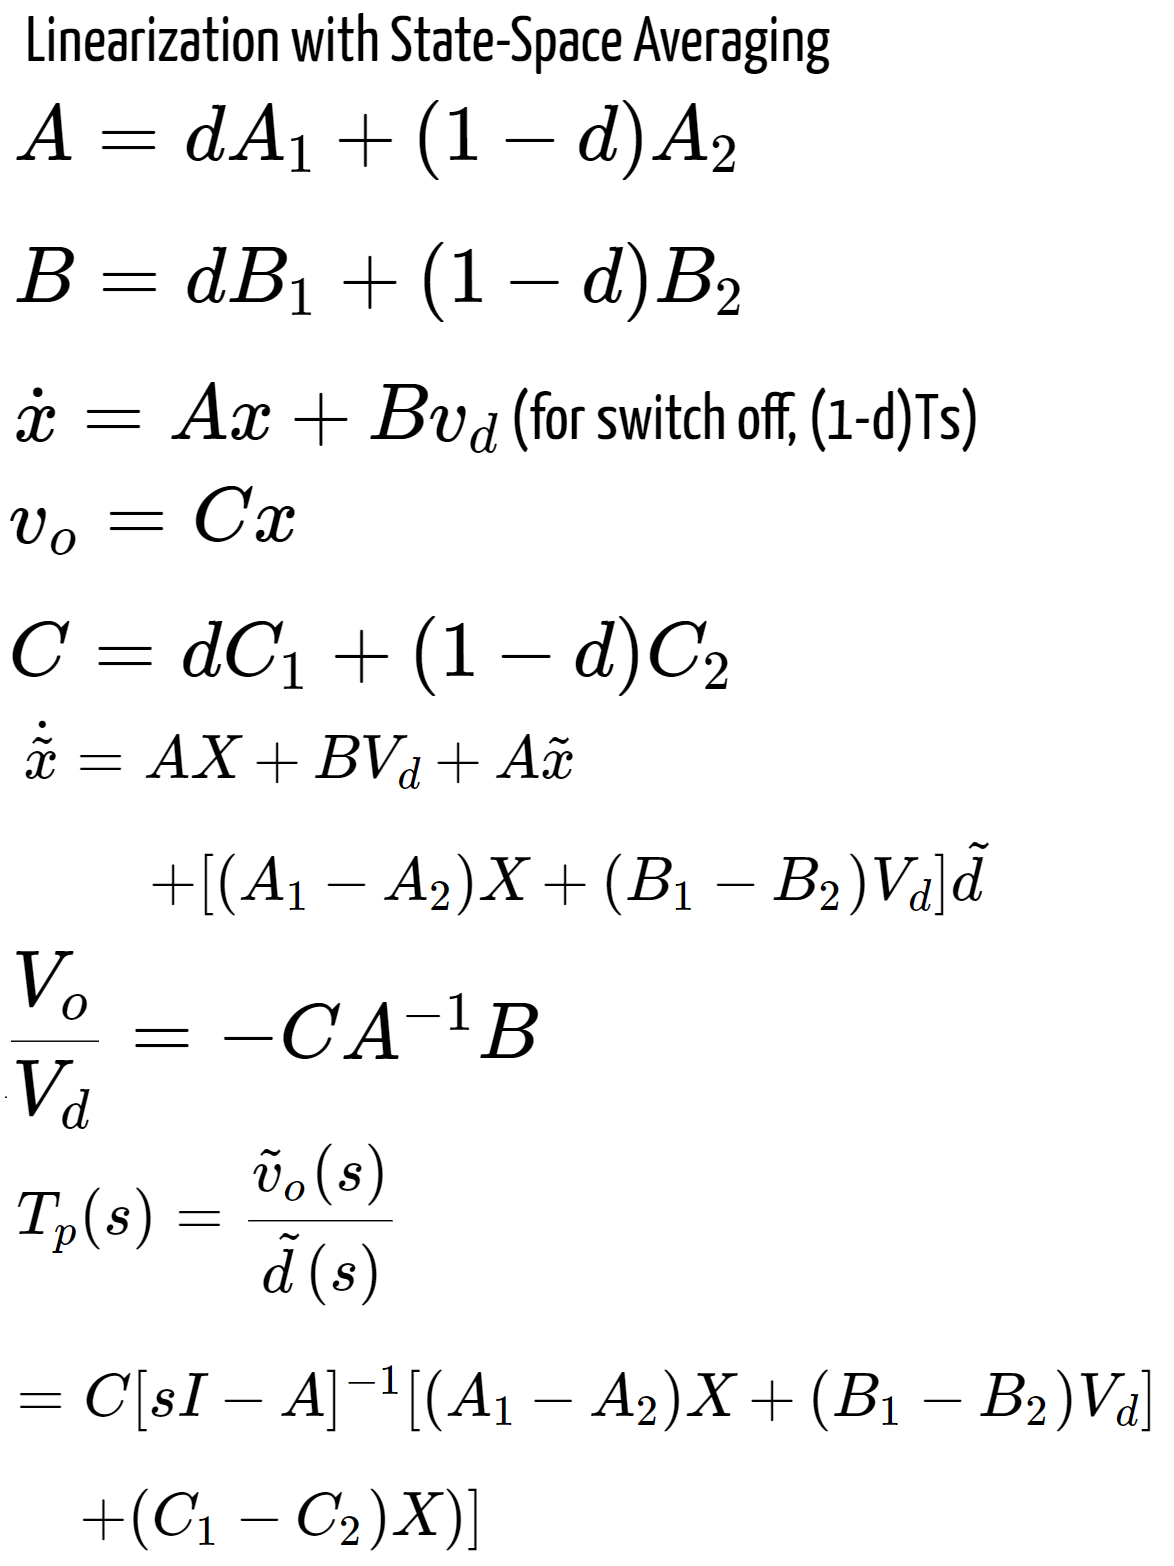 Linearization with State-Space Averaging
A = dA₁ + (1 − d)A₂
B = dB₁ + (1 − d)B₂
ẋ = Ax + Bv_d (for switch off, (1-d)Ts)
v_o = Cx
C = dC₁ + (1 − d)C₂
\dot{\tilde{x}} = AX + BV_d + Ax̃
+[(A₁ − A₂)X + (B₁ − B₂)V_d]d̃
V_o / V_d = −CA⁻¹B
T_p(s) = ṽ_o(s) / d̃(s)
= C[sI − A]⁻¹[(A₁ − A₂)X + (B₁ − B₂)V_d]
+(C₁ − C₂)X)]